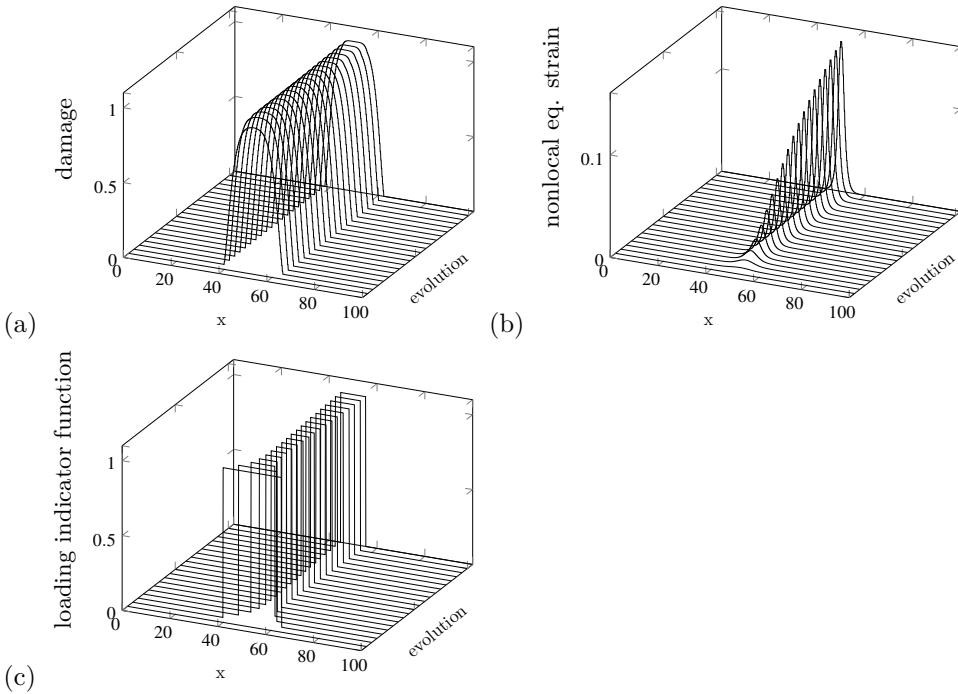 damage
1
0.5
0
0
20
40
60
80
100
x
evolution
(a)
nonlocal eq. strain
0.1
0
0
20
40
60
80
100
x
evolution
(b)
loading indicator function
1
0.5
0
0
20
40
60
80
100
x
evolution
(c)